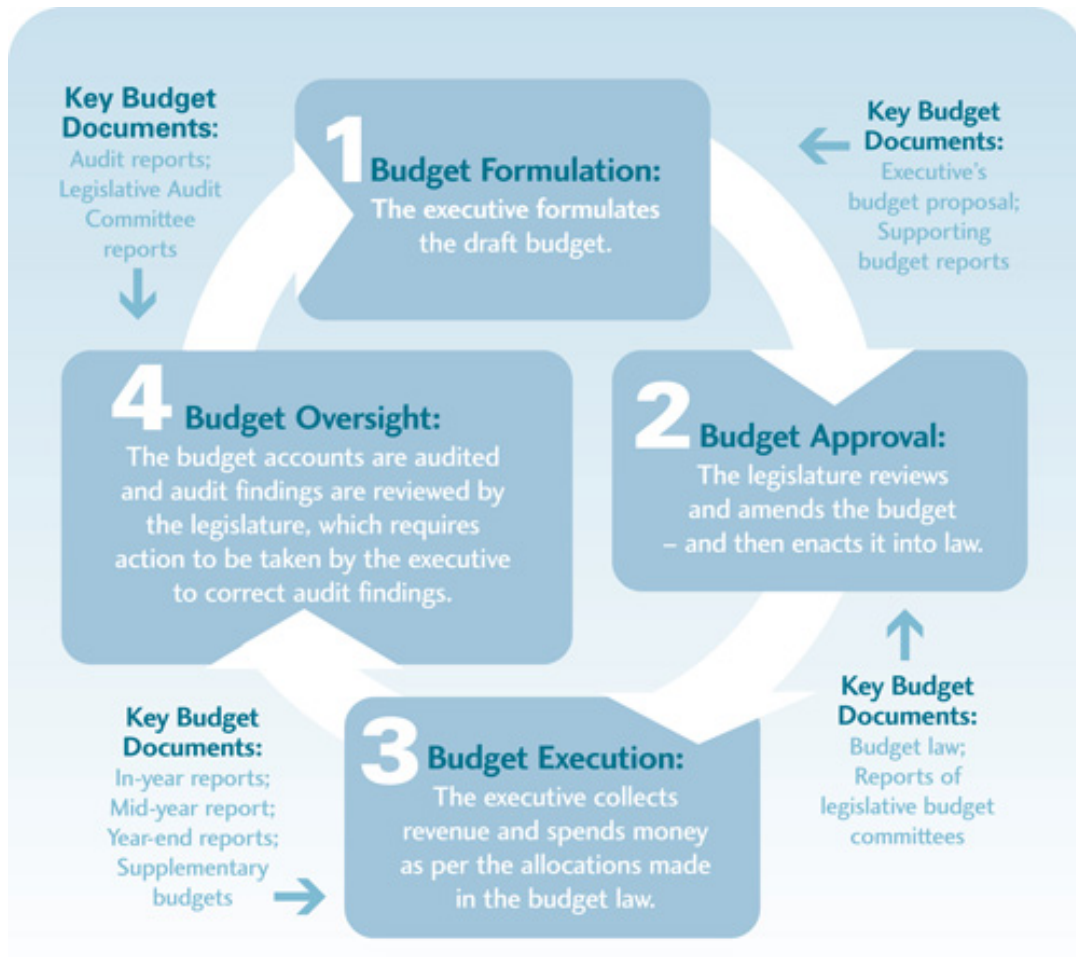 Key Budget
Documents:
Audit reports;
Legislative Audit
Committee
reports
1
Budget Formulation:
The executive formulates
the draft budget.
Key Budget
Documents:
Executive's
budget proposal;
Supporting
budget reports
2
Budget Approval:
The legislature reviews
and amends the budget
– and then enacts it into law.
Key Budget
Documents:
Budget law;
Reports of
legislative budget
committees
3
Budget Execution:
The executive collects
revenue and spends money
as per the allocations made
in the budget law.
Key Budget
Documents:
In-year reports;
Mid-year report;
Year-end reports;
Supplementary
budgets
4
Budget Oversight:
The budget accounts are audited
and audit findings are reviewed by
the legislature, which requires
action to be taken by the executive
to correct audit findings.